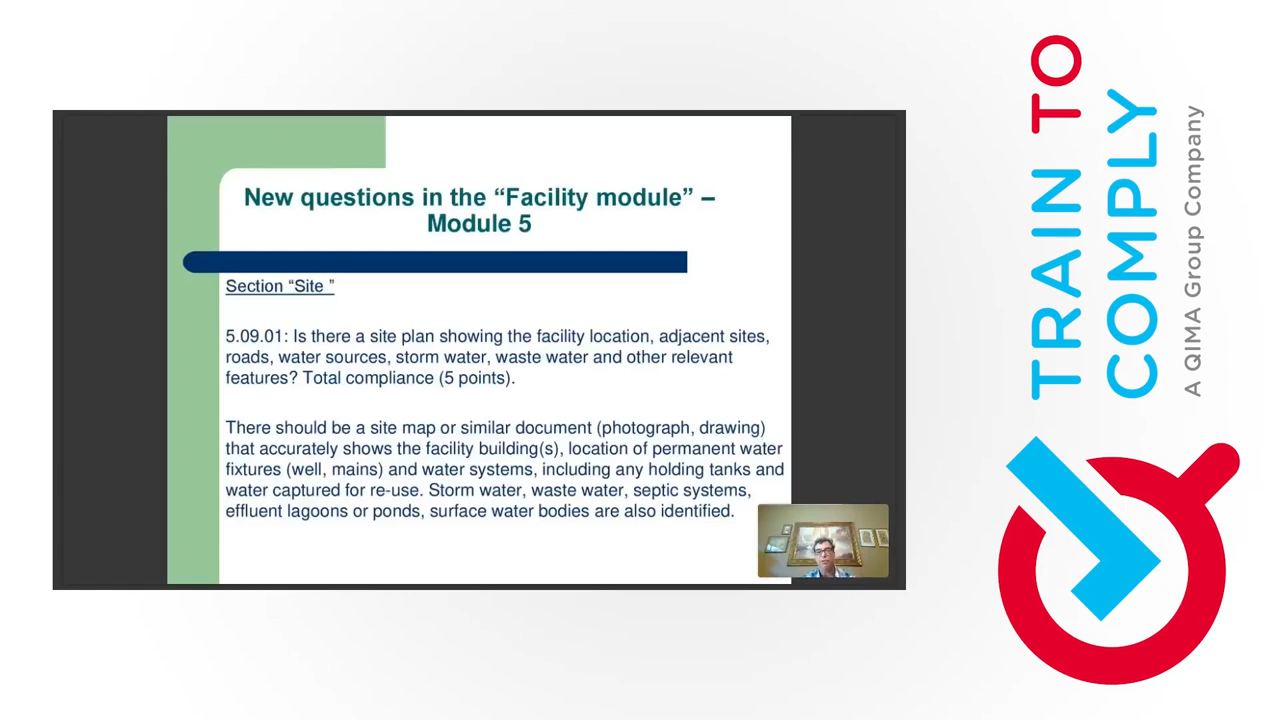 New questions in the “Facility module” –
Module 5
Section “Site ”
5.09.01: Is there a site plan showing the facility location, adjacent sites,
roads, water sources, storm water, waste water and other relevant
features? Total compliance (5 points).
There should be a site map or similar document (photograph, drawing)
that accurately shows the facility building(s), location of permanent water
fixtures (well, mains) and water systems, including any holding tanks and
water captured for re-use. Storm water, waste water, septic systems,
effluent lagoons or ponds, surface water bodies are also identified.
TRAIN TO
COMPLY
A QIMA Group Company